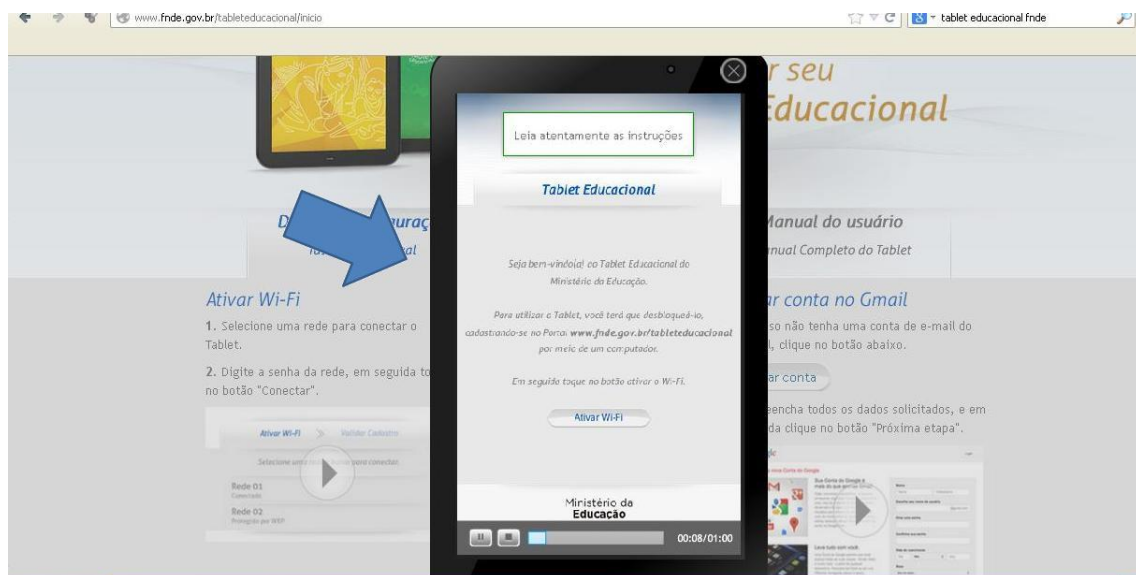 www.fnde.gov.br/tableteducacional/inicio
tablet educacional fnde
r seu
Educacional
Leia atentamente as instruções
Tablet Educacional
Seja bem-vindo(a) ao Tablet Educacional do
Ministério da Educação.
Para utilizar o Tablet, você terá que desbloqueá-lo,
cadastrando-se no Portal www.fnde.gov.br/tableteducacional
por meio de um computador.
Em seguida toque no botão ativar o Wi-Fi.
Ativar Wi-Fi
Ministério da
Educação
00:08/01:00
Manual do usuário
Manual Completo do Tablet
Ativar Wi-Fi
1. Selecione uma rede para conectar o
Tablet.
2. Digite a senha da rede, em seguida to
no botão "Conectar".
Ativar Wi-Fi > Validar Cadastro
Rede 01
Conectado
Rede 02
Protegido por WEP
ar conta no Gmail
so não tenha uma conta de e-mail do
l, clique no botão abaixo.
ar conta
eencha todos os dados solicitados, e em
da clique no botão "Próxima etapa".